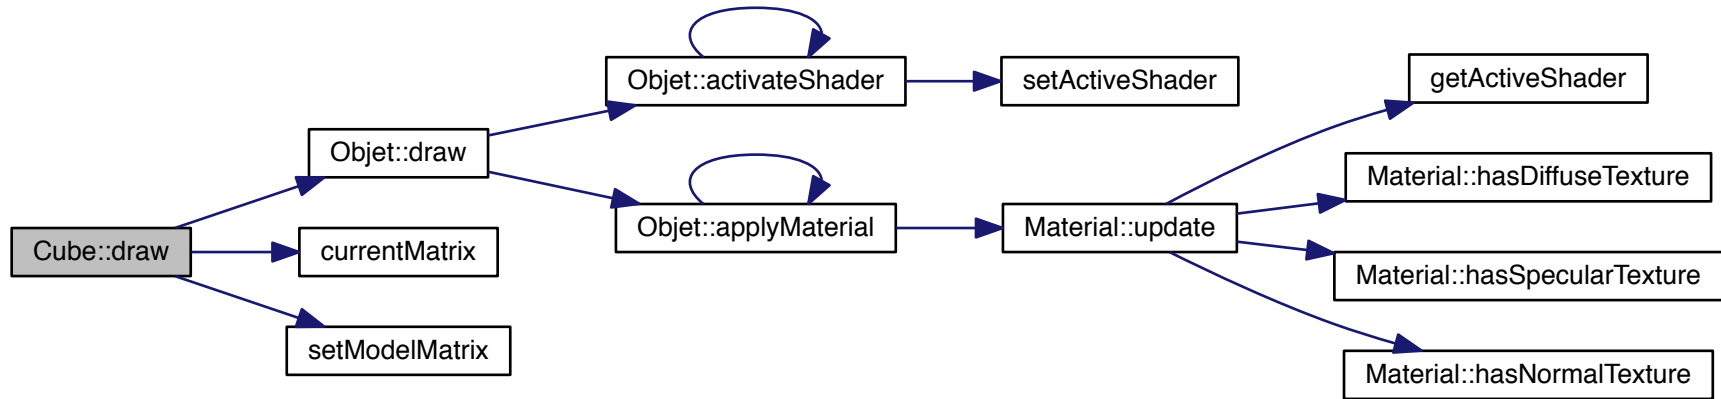 Cube::draw
Objet::draw
currentMatrix
setModelMatrix
Objet::activateShader
Objet::applyMaterial
setActiveShader
Material::update
getActiveShader
Material::hasDiffuseTexture
Material::hasSpecularTexture
Material::hasNormalTexture